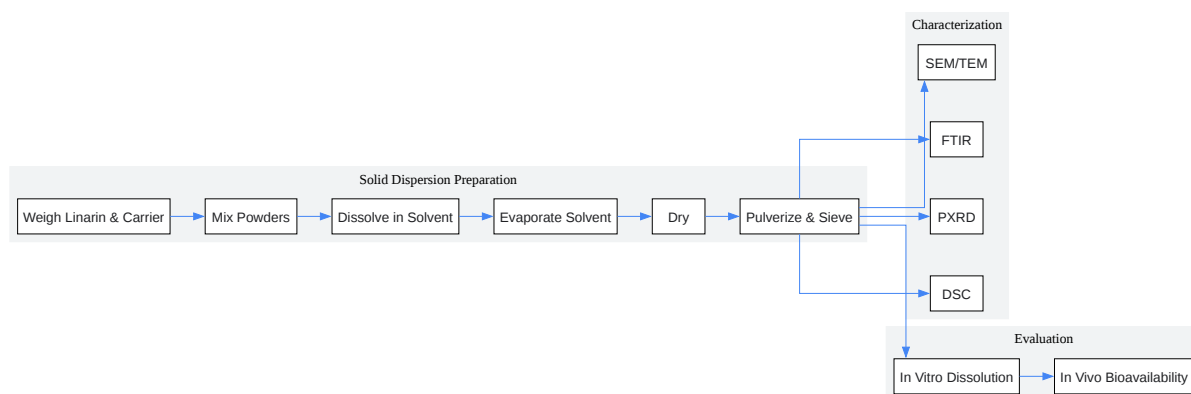 Characterization
SEM/TEM
FTIR
Solid Dispersion Preparation
Weigh Linarin & Carrier
Mix Powders
Dissolve in Solvent
Evaporate Solvent
Dry
Pulverize & Sieve
PXRD
DSC
Evaluation
In Vitro Dissolution
In Vivo Bioavailability